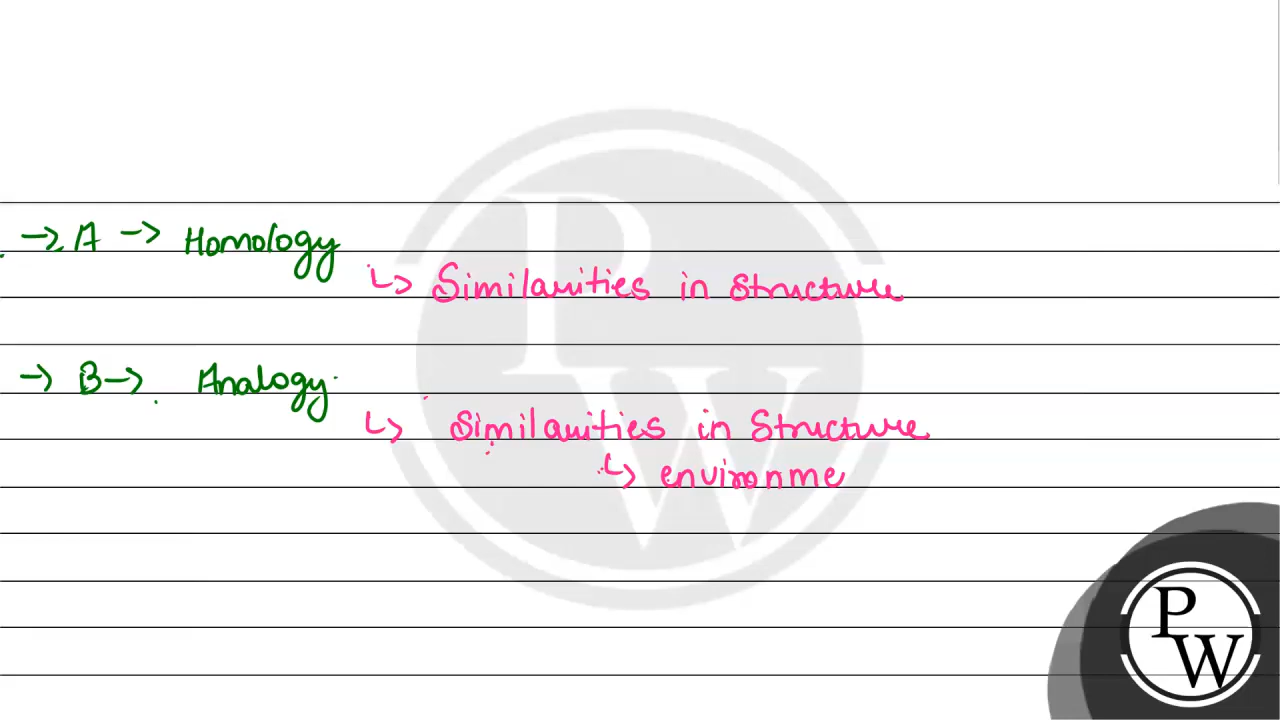 → A → Homology
↳ Similarities in structure
→ B → Analogy.
↳ Similarities in Structure
↳ environme
P
W
P
W